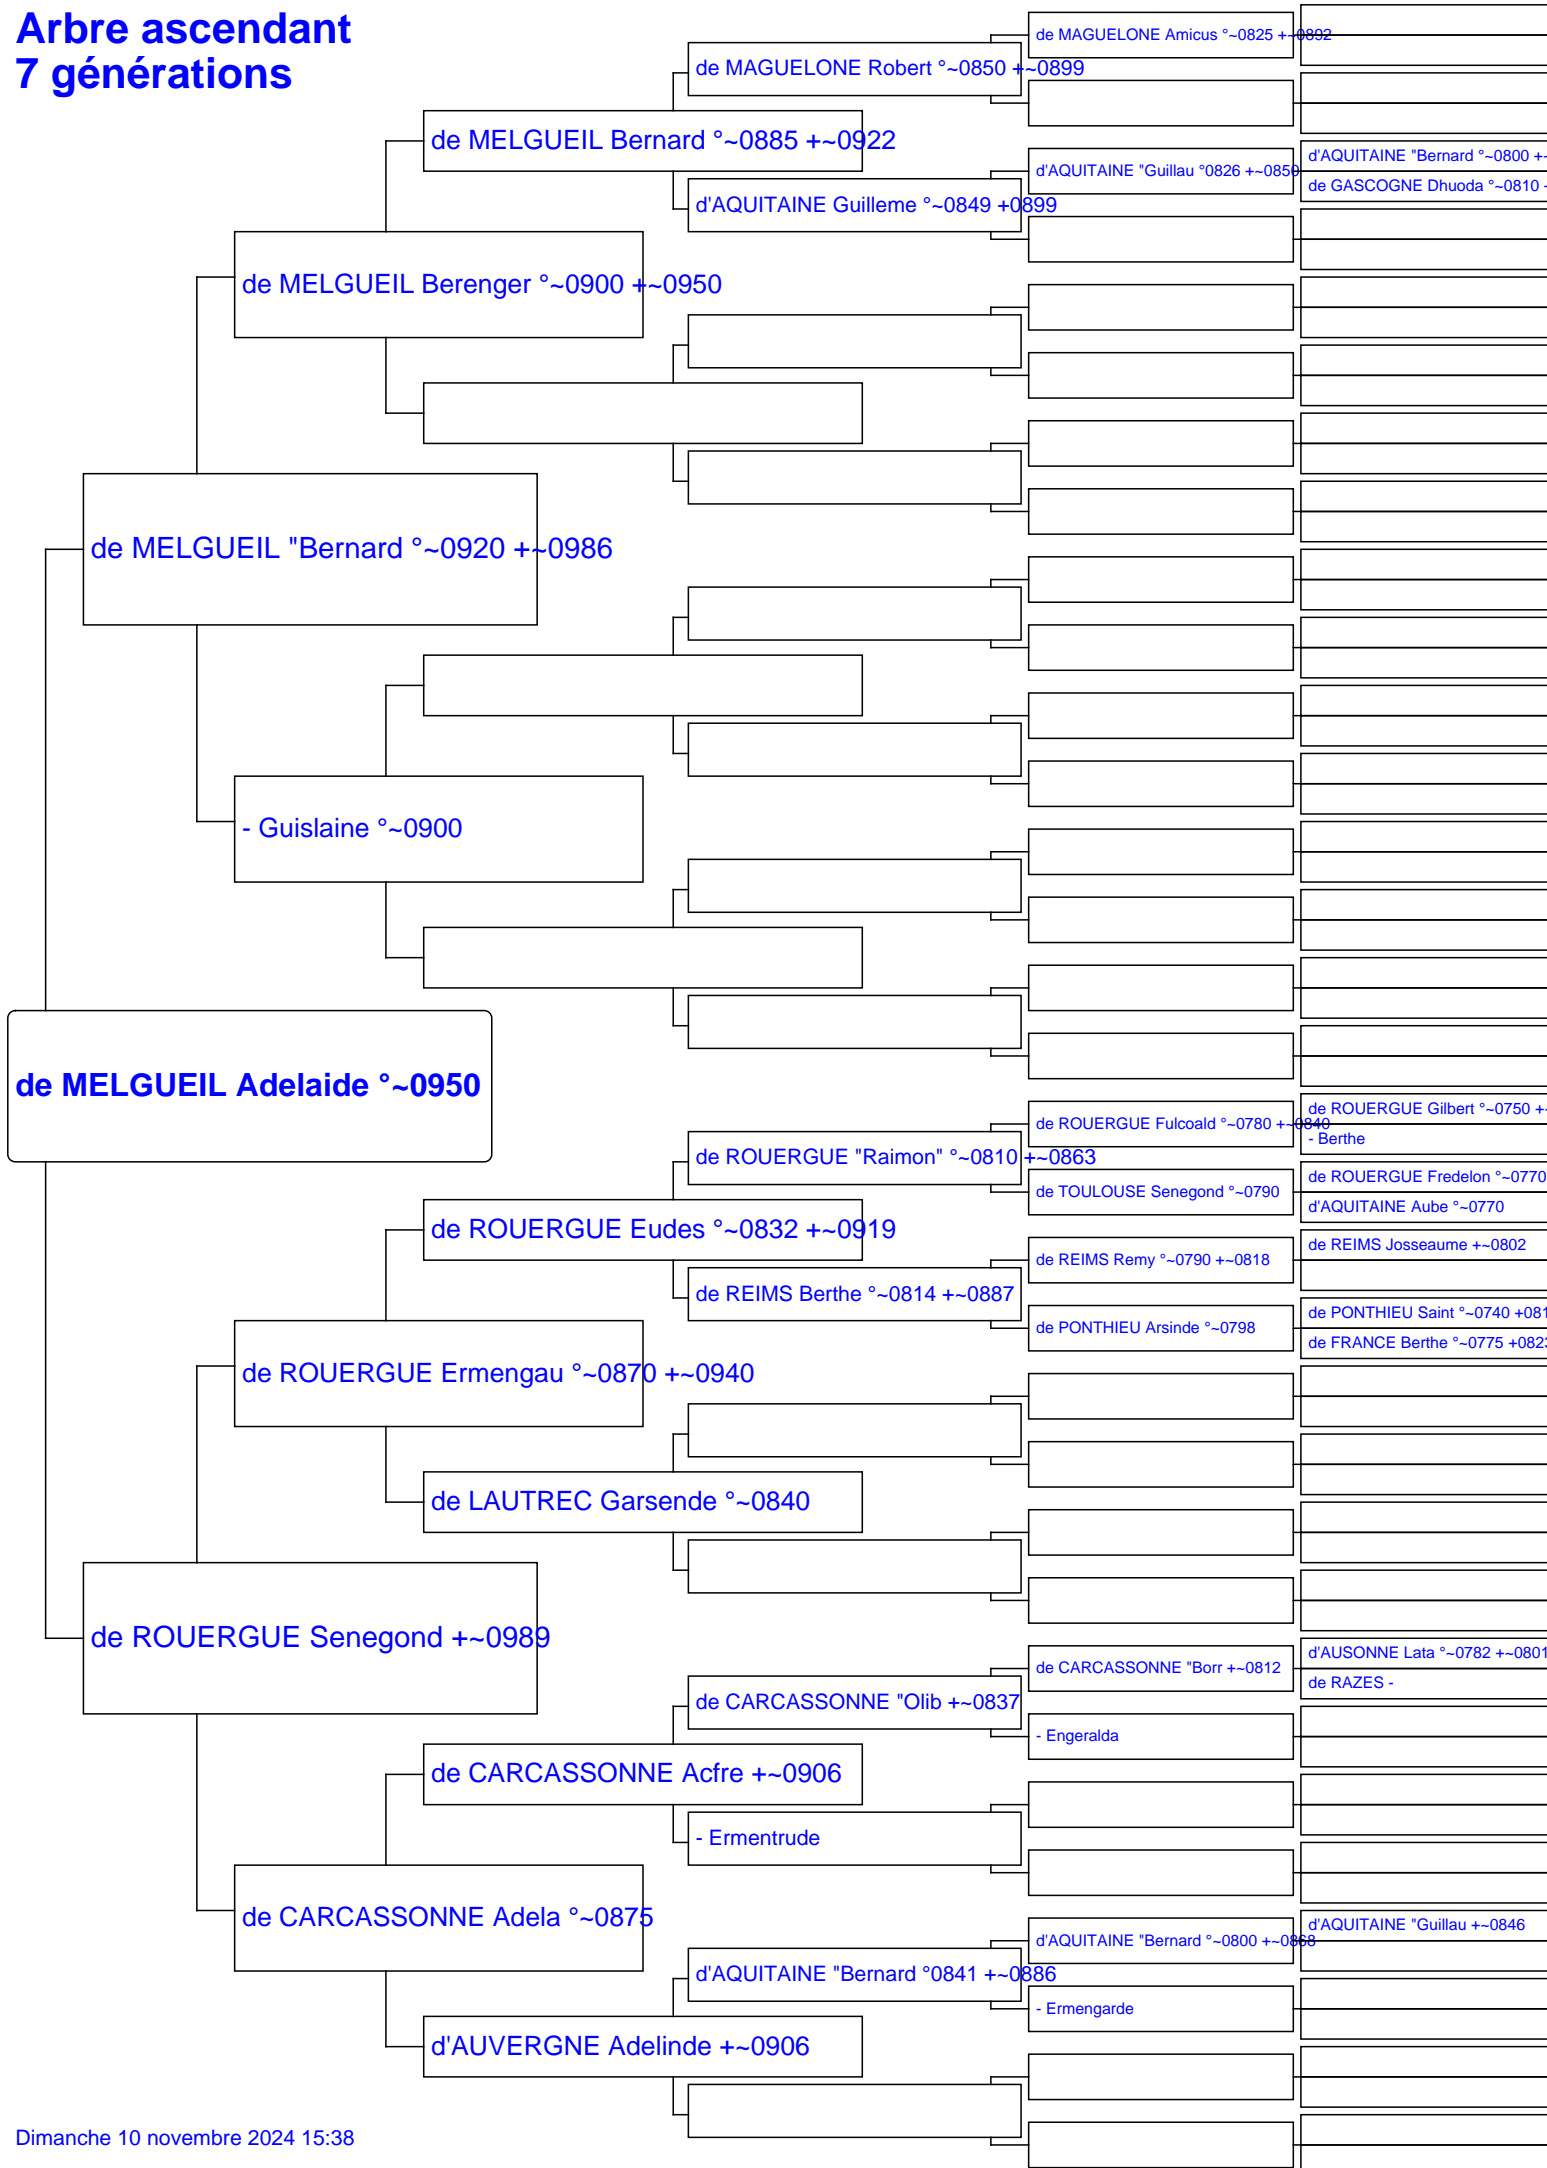 Arbre ascendant
7 générations
de MELGUEIL Adelaide °~0950
de MELGUEIL "Bernard °~0920 +~0986
de ROUERGUE Senegond +~0989
de MELGUEIL Berenger °~0900 +~0950
- Guislaine °~0900
de ROUERGUE Ermengau °~0870 +~0940
de CARCASSONNE Adela °~0875
de MELGUEIL Bernard °~0885 +~0922
de ROUERGUE Eudes °~0832 +~0919
de LAUTREC Garsende °~0840
de CARCASSONNE Acfre +~0906
d'AUVERGNE Adelinde +~0906
de MAGUELONE Robert °~0850 +~0899
d'AQUITAINE Guilleme °~0849 +0899
de ROUERGUE "Raimon" °~0810 +~0863
de REIMS Berthe °~0814 +~0887
de CARCASSONNE "Olib +~0837
- Ermentrude
d'AQUITAINE "Bernard °0841 +~0886
de MAGUELONE Amicus °~0825 +~0892
d'AQUITAINE "Guillau °0826 +~0850
de ROUERGUE Fulcoald °~0780 +~0840
de TOULOUSE Senegond °~0790
de REIMS Remy °~0790 +~0818
de PONTHIEU Arsinde °~0798
de CARCASSONNE "Borr +~0812
- Engeralda
d'AQUITAINE "Bernard °~0800 +~0868
- Ermengarde
d'AQUITAINE "Bernard °~0800 +~
de GASCOGNE Dhuoda °~0810 +
de ROUERGUE Gilbert °~0750 +~
- Berthe
de ROUERGUE Fredelon °~0770
d'AQUITAINE Aube °~0770
de REIMS Josseaume +~0802
de PONTHIEU Saint °~0740 +081
de FRANCE Berthe °~0775 +0823
d'AUSONNE Lata °~0782 +~0801
de RAZES -
d'AQUITAINE "Guillau +~0846
Dimanche 10 novembre 2024 15:38